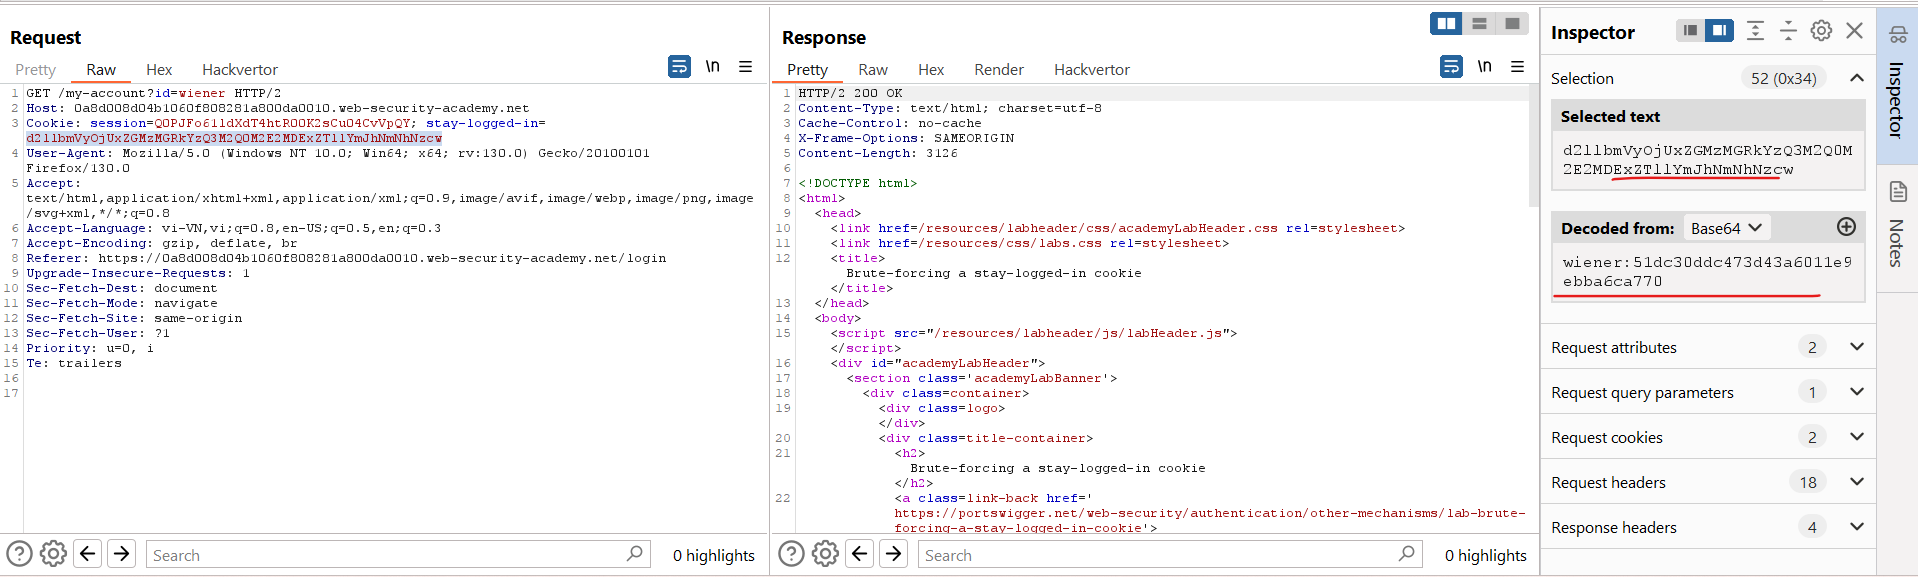 Request
Pretty Raw Hex Hackvertor \n
1 GET /my-account?id=wiener HTTP/2
2 Host: 0a8d008d04b1060f808281a800da0010.web-security-academy.net
3 Cookie: session=Q0PJFo61ldXdT4htR00K2sCu04CvVpQY; stay-logged-in=
d2llbmVyOjUxZGMzMGRkYzQ3M2Q0M2E2MDExZTllYmJhNmNhNzcw
4 User-Agent: Mozilla/5.0 (Windows NT 10.0; Win64; x64; rv:130.0) Gecko/20100101
Firefox/130.0
5 Accept:
text/html,application/xhtml+xml,application/xml;q=0.9,image/avif,image/webp,image/png,image
/svg+xml,*/*;q=0.8
6 Accept-Language: vi-VN,vi;q=0.8,en-US;q=0.5,en;q=0.3
7 Accept-Encoding: gzip, deflate, br
8 Referer: https://0a8d008d04b1060f808281a800da0010.web-security-academy.net/login
9 Upgrade-Insecure-Requests: 1
10 Sec-Fetch-Dest: document
11 Sec-Fetch-Mode: navigate
12 Sec-Fetch-Site: same-origin
13 Sec-Fetch-User: ?1
14 Priority: u=0, i
15 Te: trailers
16
17
Search 0 highlights
Response
Pretty Raw Hex Render Hackvertor \n
1 HTTP/2 200 OK
2 Content-Type: text/html; charset=utf-8
3 Cache-Control: no-cache
4 X-Frame-Options: SAMEORIGIN
5 Content-Length: 3126
6
7 <!DOCTYPE html>
8 <html>
9 <head>
10 <link href=/resources/labheader/css/academyLabHeader.css rel=stylesheet>
11 <link href=/resources/css/labs.css rel=stylesheet>
12 <title>
Brute-forcing a stay-logged-in cookie
</title>
13 </head>
14 <body>
15 <script src="/resources/labheader/js/labHeader.js">
</script>
16 <div id="academyLabHeader">
17 <section class='academyLabBanner'>
18 <div class=container>
19 <div class=logo>
</div>
20 <div class=title-container>
21 <h2>
Brute-forcing a stay-logged-in cookie
</h2>
22 <a class=link-back href='
https://portswigger.net/web-security/authentication/other-mechanisms/lab-brute-
forcing-a-stay-logged-in-cookie'>
Search 0 highlights
Inspector
Selection 52 (0x34)
Selected text
d2llbmVyOjUxZGMzMGRkYzQ3M2Q0M
2E2MDExZTllYmJhNmNhNzcw
Decoded from: Base64
wiener:51dc30ddc473d43a6011e9
ebba6ca770
Request attributes 2
Request query parameters 1
Request cookies 2
Request headers 18
Response headers 4
Inspector
Notes